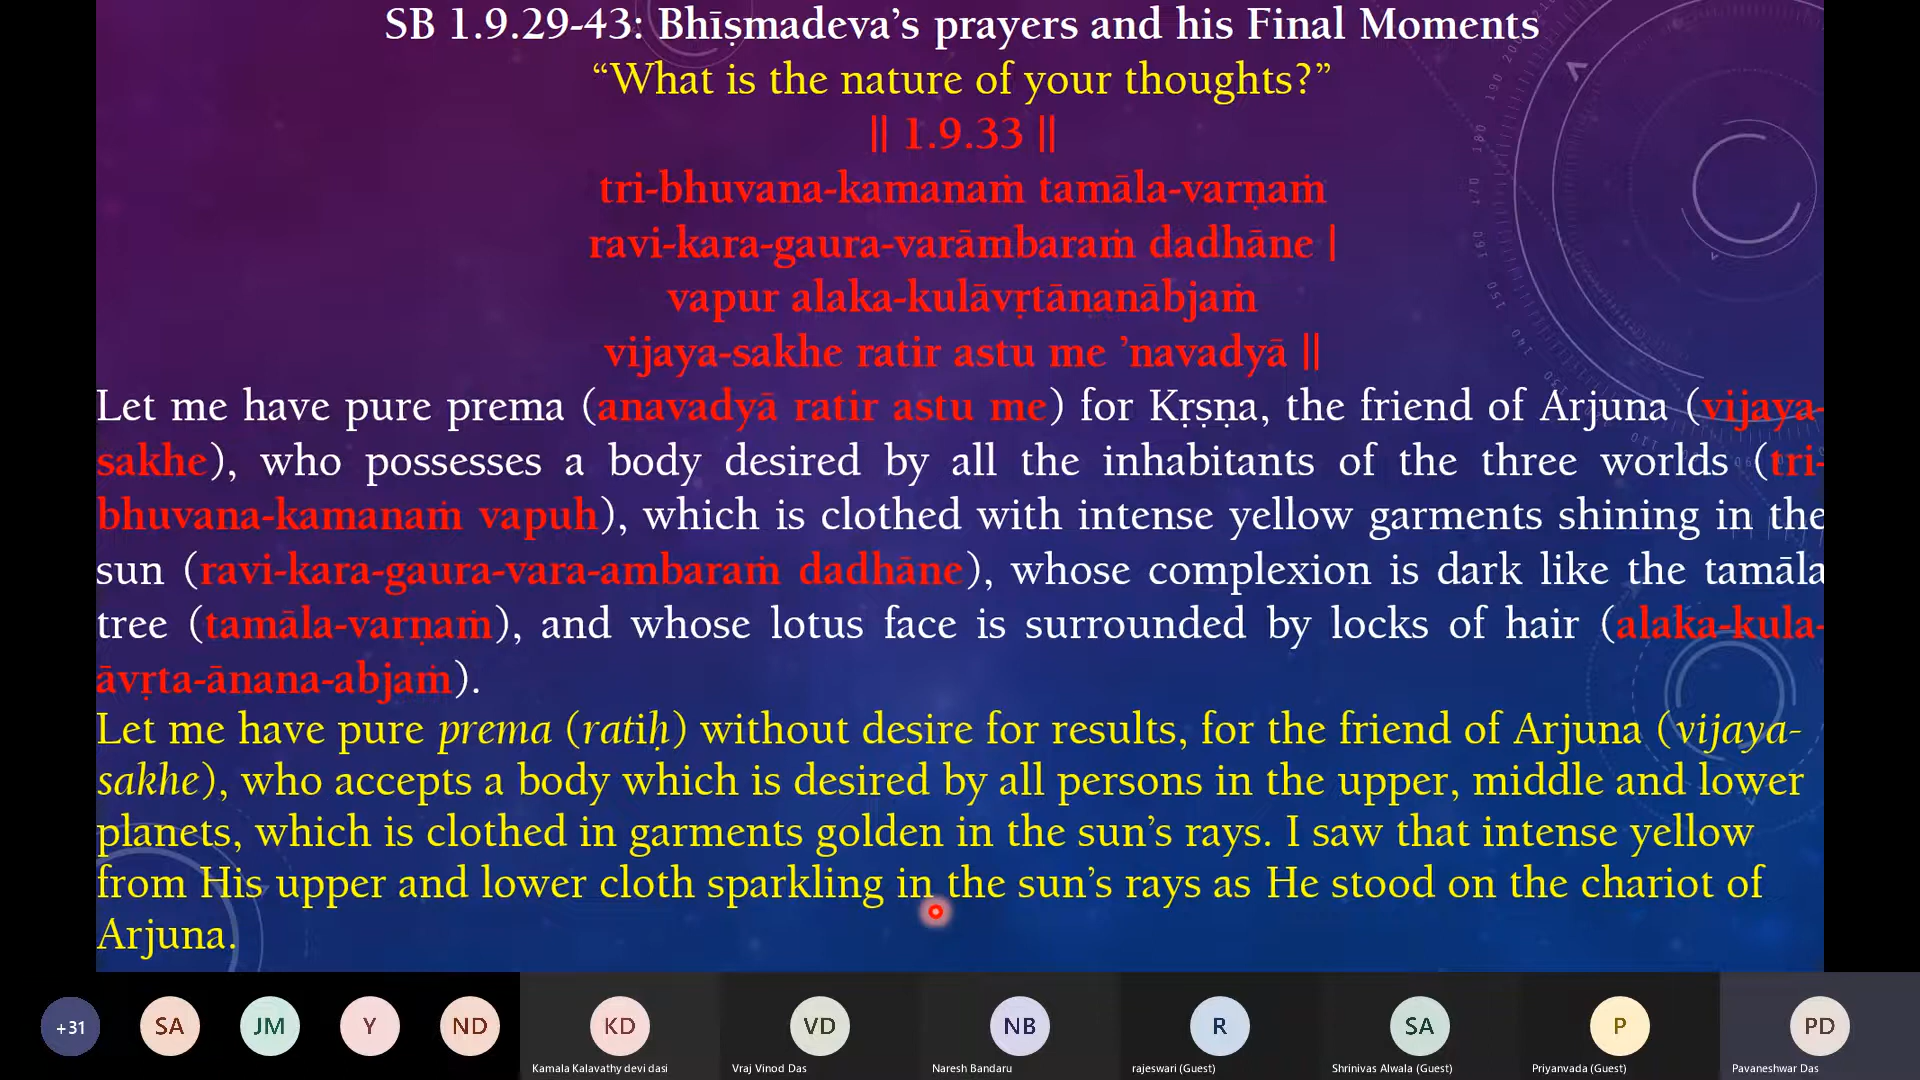 SB 1.9.29-43: Bhīṣmadeva’s prayers and his Final Moments
“What is the nature of your thoughts?”
|| 1.9.33 ||
tri-bhuvana-kamanaṁ tamāla-varṇaṁ
ravi-kara-gaura-varāmbaraṁ dadhāne |
vapur alaka-kulāvṛtānanābjaṁ
vijaya-sakhe ratir astu me ’navadyā ||
Let me have pure prema (anavadyā ratir astu me) for Kṛṣṇa, the friend of Arjuna (vijaya-
sakhe), who possesses a body desired by all the inhabitants of the three worlds (tri-
bhuvana-kamanaṁ vapuh), which is clothed with intense yellow garments shining in the
sun (ravi-kara-gaura-vara-ambaraṁ dadhāne), whose complexion is dark like the tamāla
tree (tamāla-varṇaṁ), and whose lotus face is surrounded by locks of hair (alaka-kula-
āvṛta-ānana-abjaṁ).
Let me have pure prema (ratiḥ) without desire for results, for the friend of Arjuna (vijaya-
sakhe), who accepts a body which is desired by all persons in the upper, middle and lower
planets, which is clothed in garments golden in the sun’s rays. I saw that intense yellow
from His upper and lower cloth sparkling in the sun’s rays as He stood on the chariot of
Arjuna.
+31 SA JM Y ND KD VD NB R SA P PD
Kamala Kalavathy devi dasi Vraj Vinod Das Naresh Bandaru rajeswari (Guest) Shrinivas Alwala (Guest) Priyanvada (Guest) Pavaneshwar Das